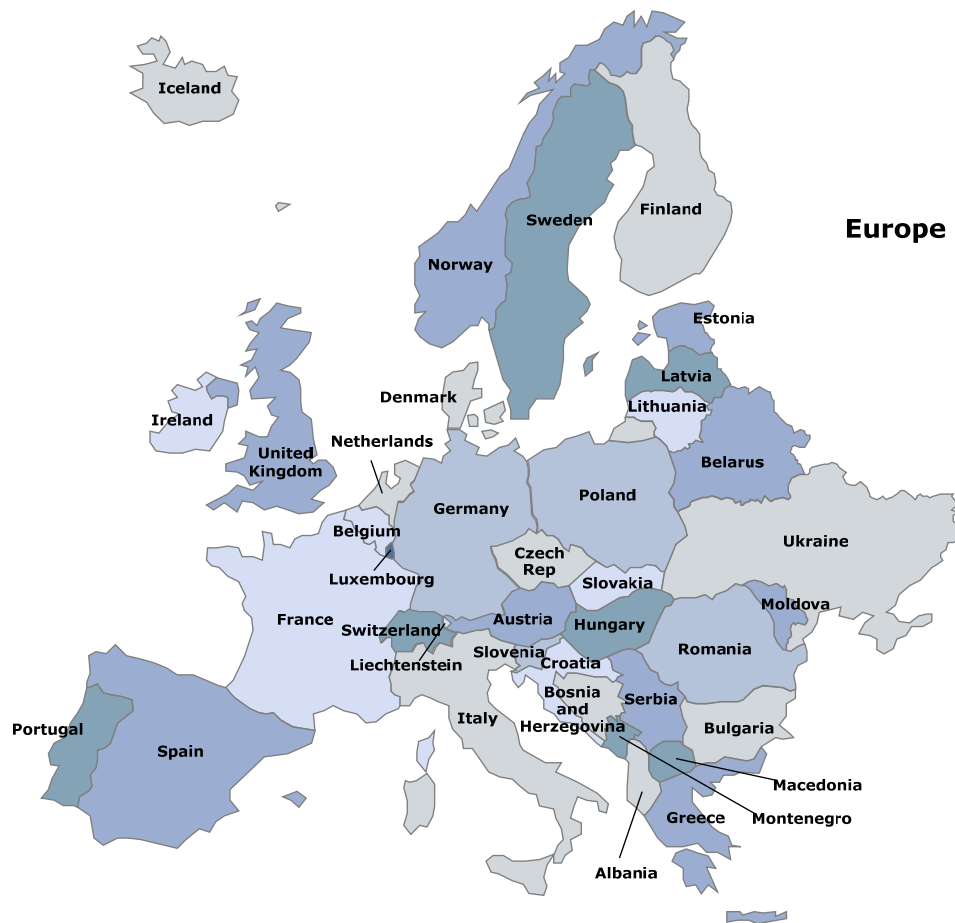 Iceland
Finland
Sweden
Europe
Norway
Estonia
Latvia
Denmark
Lithuania
Ireland
Netherlands
United
Kingdom
Belarus
Poland
Germany
Belgium
Ukraine
Czech
Rep
Luxembourg
Slovakia
Moldova
France
Austria
Hungary
Switzerland
Romania
Slovenia
Croatia
Liechtenstein
Bosnia
and
Herzegovina
Serbia
Italy
Bulgaria
Portugal
Spain
Macedonia
Greece
Montenegro
Albania